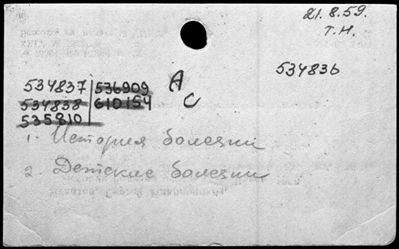 21.8.59.
Т.Н.
534836
534837 536909 А
534838 610154 С
535810
1. История болезни
2. Детские болезни